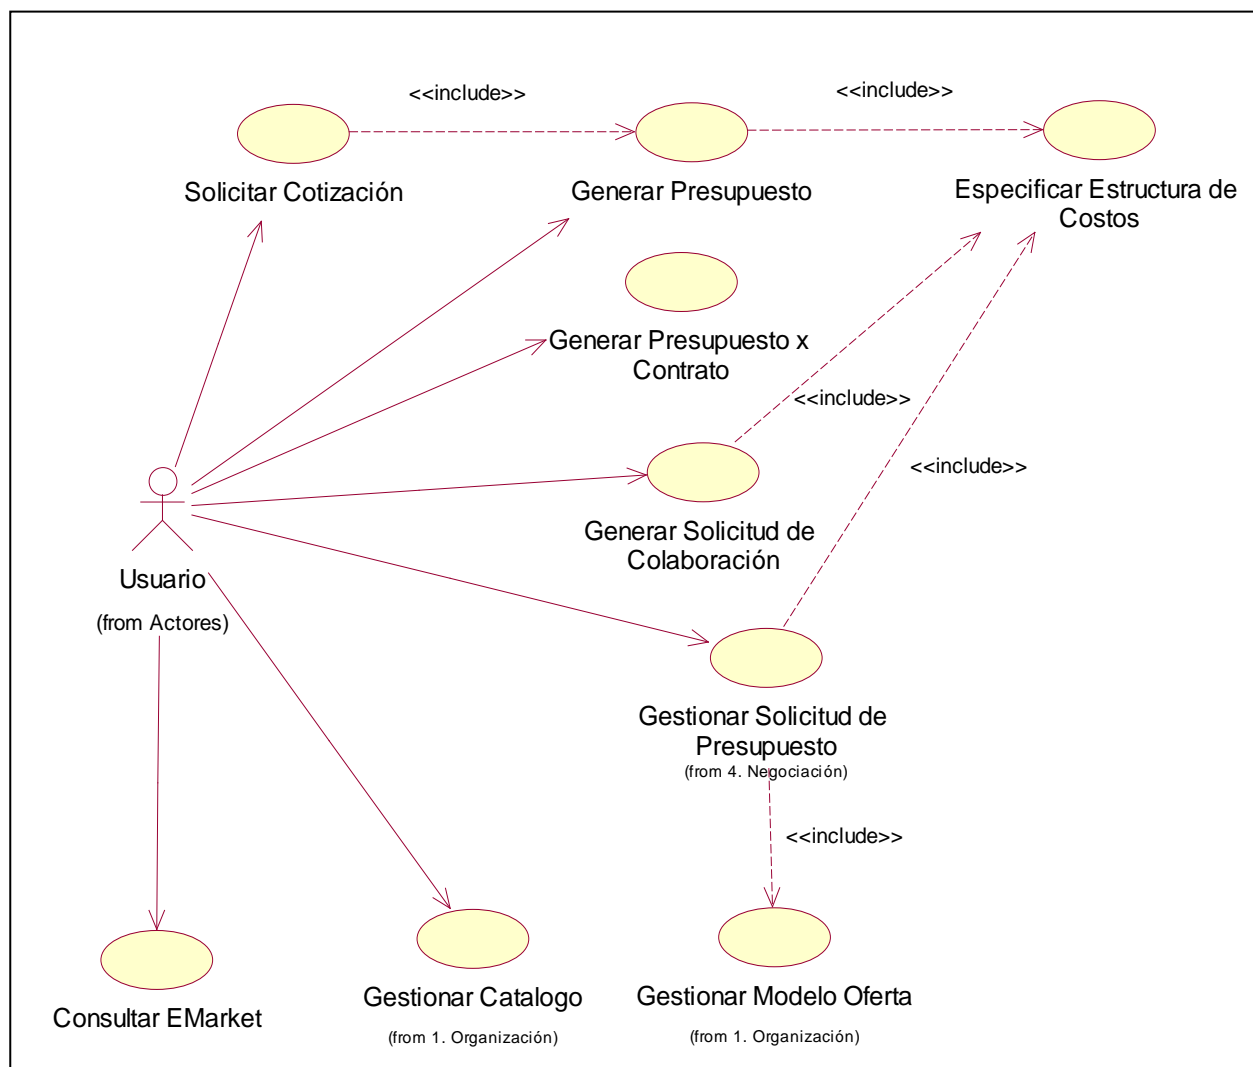 <<include>>
<<include>>
Solicitar Cotización
Generar Presupuesto
Especificar Estructura de
Costos
Generar Presupuesto x
Contrato
<<include>>
<<include>>
Generar Solicitud de
Colaboración
Usuario
(from Actores)
Gestionar Solicitud de
Presupuesto
(from 4. Negociación)
<<include>>
Consultar EMarket
Gestionar Catalogo
(from 1. Organización)
Gestionar Modelo Oferta
(from 1. Organización)